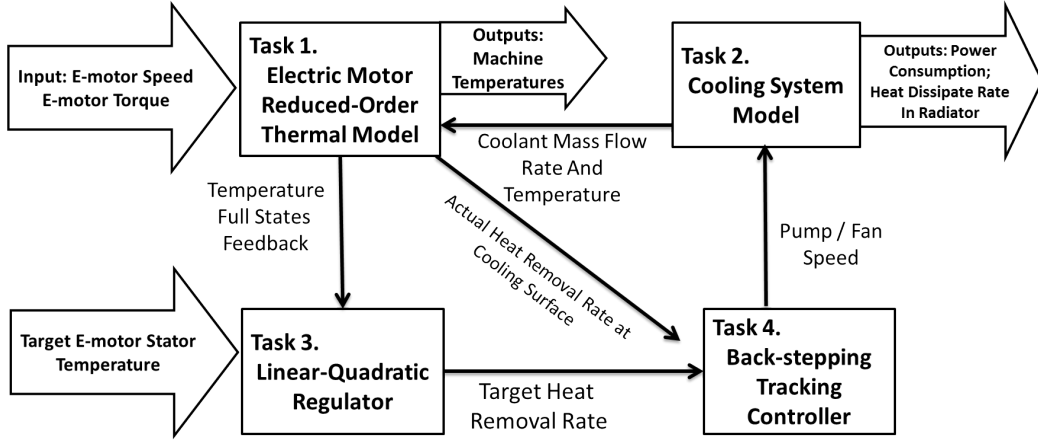 Input: E-motor Speed
E-motor Torque
Task 1.
Electric Motor
Reduced-Order
Thermal Model
Outputs:
Machine
Temperatures
Task 2.
Cooling System
Model
Outputs: Power
Consumption;
Heat Dissipate Rate
In Radiator
Coolant Mass Flow
Rate And
Temperature
Temperature
Full States
Feedback
Actual Heat Removal Rate at
Cooling Surface
Pump / Fan
Speed
Target E-motor Stator
Temperature
Task 3.
Linear-Quadratic
Regulator
Target Heat
Removal Rate
Task 4.
Back-stepping
Tracking
Controller